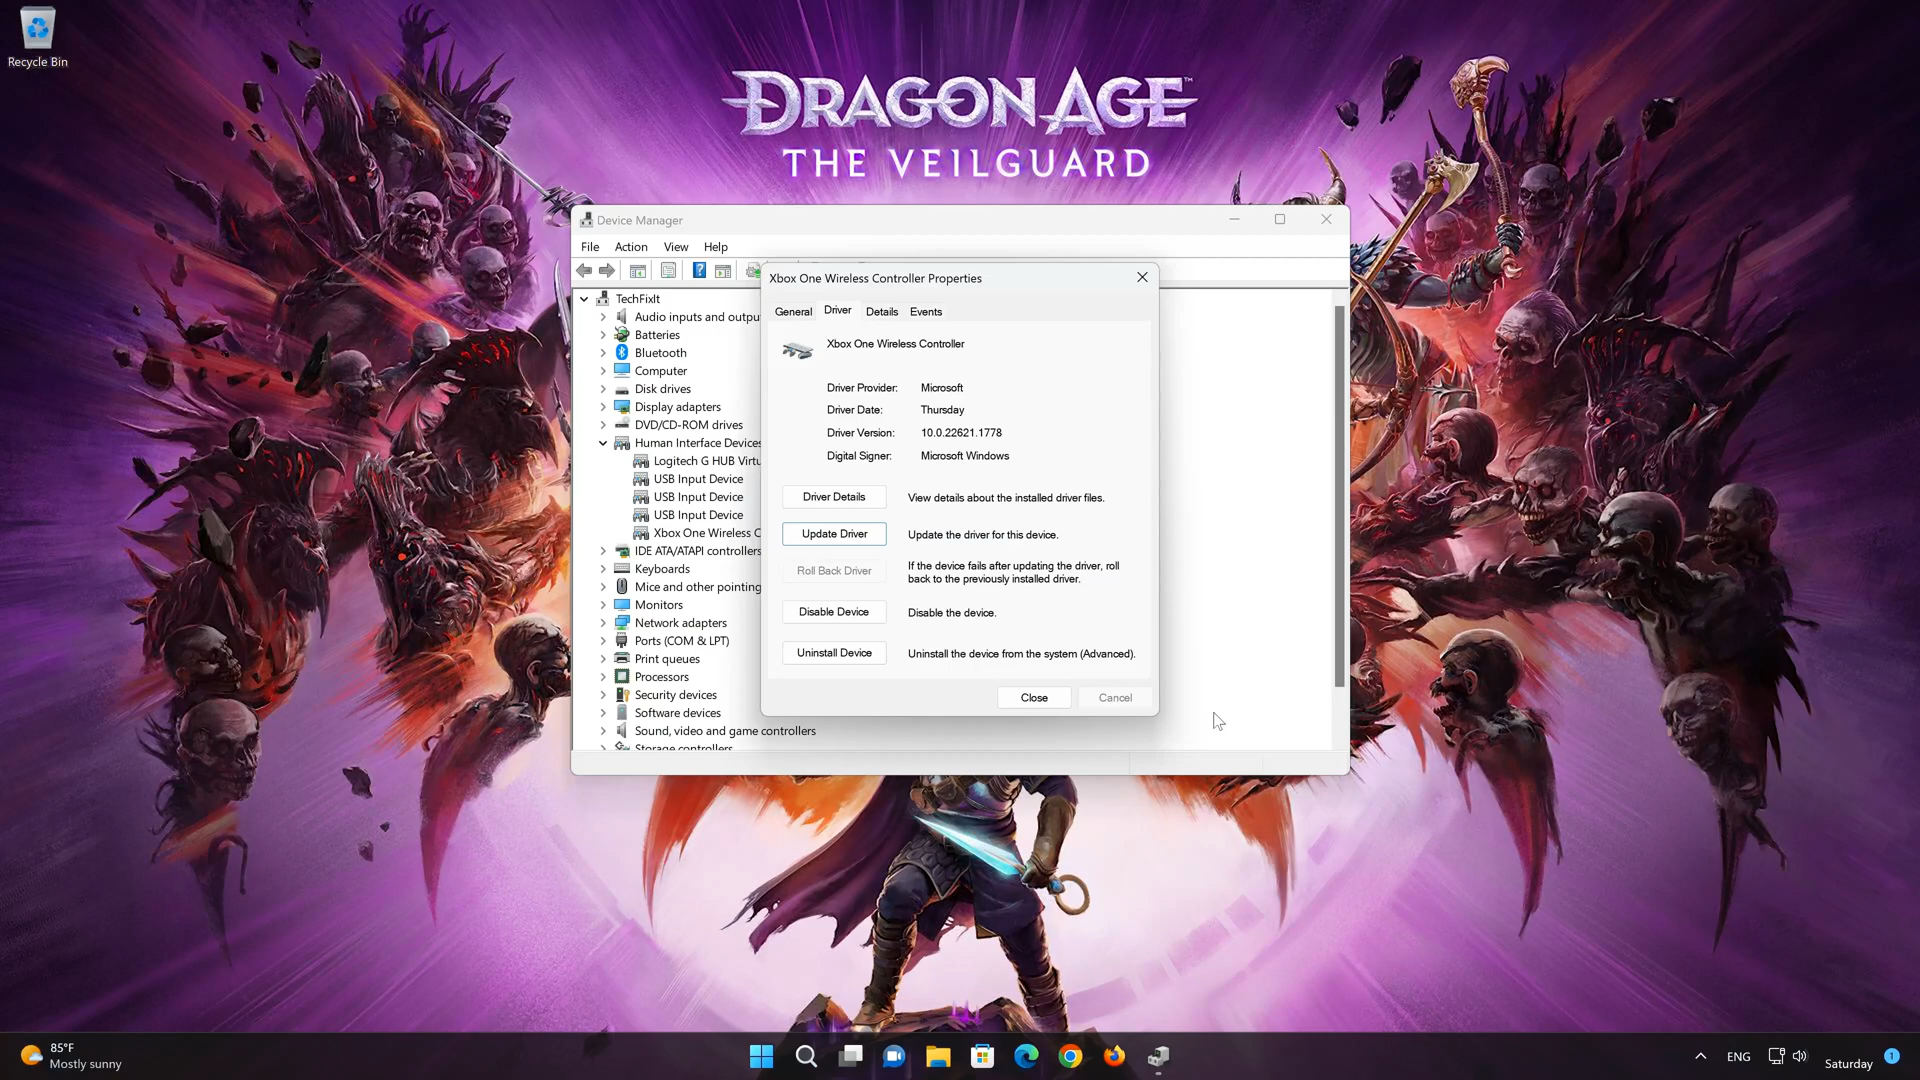 Recycle Bin
DRAGON AGE™
THE VEILGUARD
Device Manager
File Action View Help
TechFixIt
Audio inputs and outpu
Batteries
Bluetooth
Computer
Disk drives
Display adapters
DVD/CD-ROM drives
Human Interface Devices
Logitech G HUB Virtu
USB Input Device
USB Input Device
USB Input Device
Xbox One Wireless C
IDE ATA/ATAPI controllers
Keyboards
Mice and other pointing
Monitors
Network adapters
Ports (COM & LPT)
Print queues
Processors
Security devices
Software devices
Sound, video and game controllers
Storage controllers
Xbox One Wireless Controller Properties
General Driver Details Events
Xbox One Wireless Controller
Driver Provider: Microsoft
Driver Date: Thursday
Driver Version: 10.0.22621.1778
Digital Signer: Microsoft Windows
Driver Details View details about the installed driver files.
Update Driver Update the driver for this device.
Roll Back Driver If the device fails after updating the driver, roll
back to the previously installed driver.
Disable Device Disable the device.
Uninstall Device Uninstall the device from the system (Advanced).
Close Cancel
85°F
Mostly sunny
ENG
Saturday 1